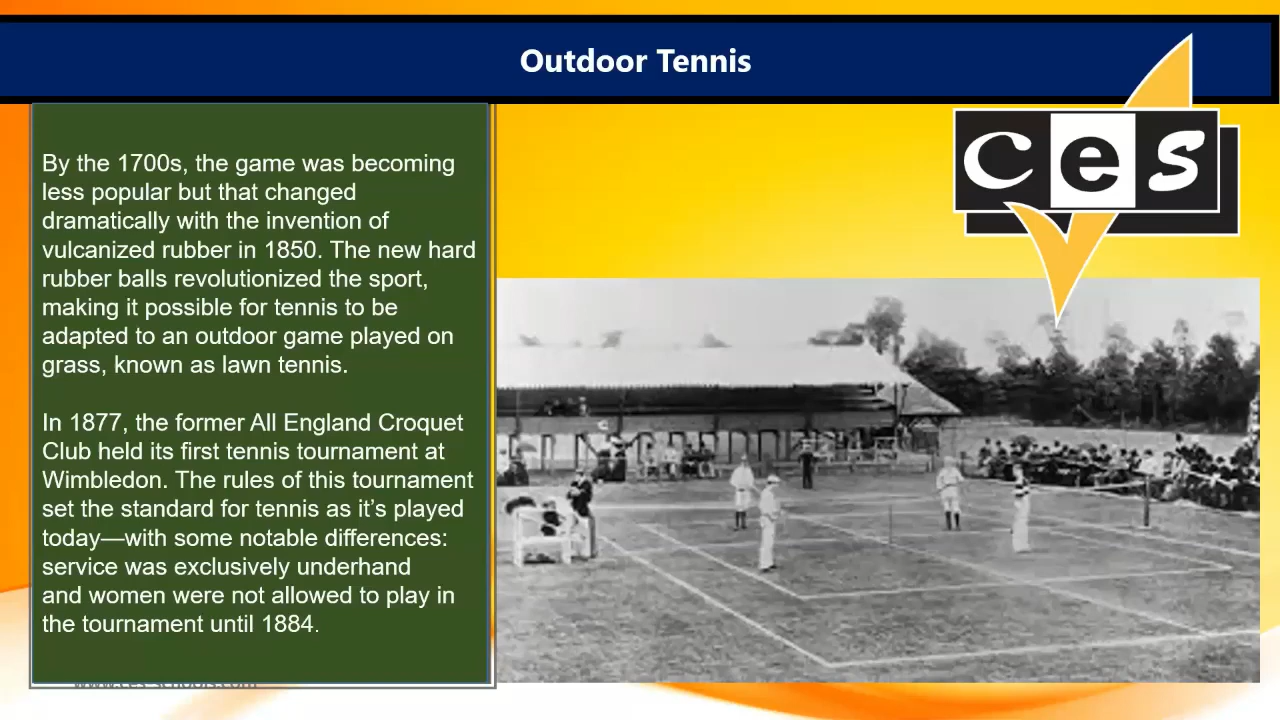 Outdoor Tennis
ces
By the 1700s, the game was becoming
less popular but that changed
dramatically with the invention of
vulcanized rubber in 1850. The new hard
rubber balls revolutionized the sport,
making it possible for tennis to be
adapted to an outdoor game played on
grass, known as lawn tennis.
In 1877, the former All England Croquet
Club held its first tennis tournament at
Wimbledon. The rules of this tournament
set the standard for tennis as it’s played
today—with some notable differences:
service was exclusively underhand
and women were not allowed to play in
the tournament until 1884.
www.ces-schools.com